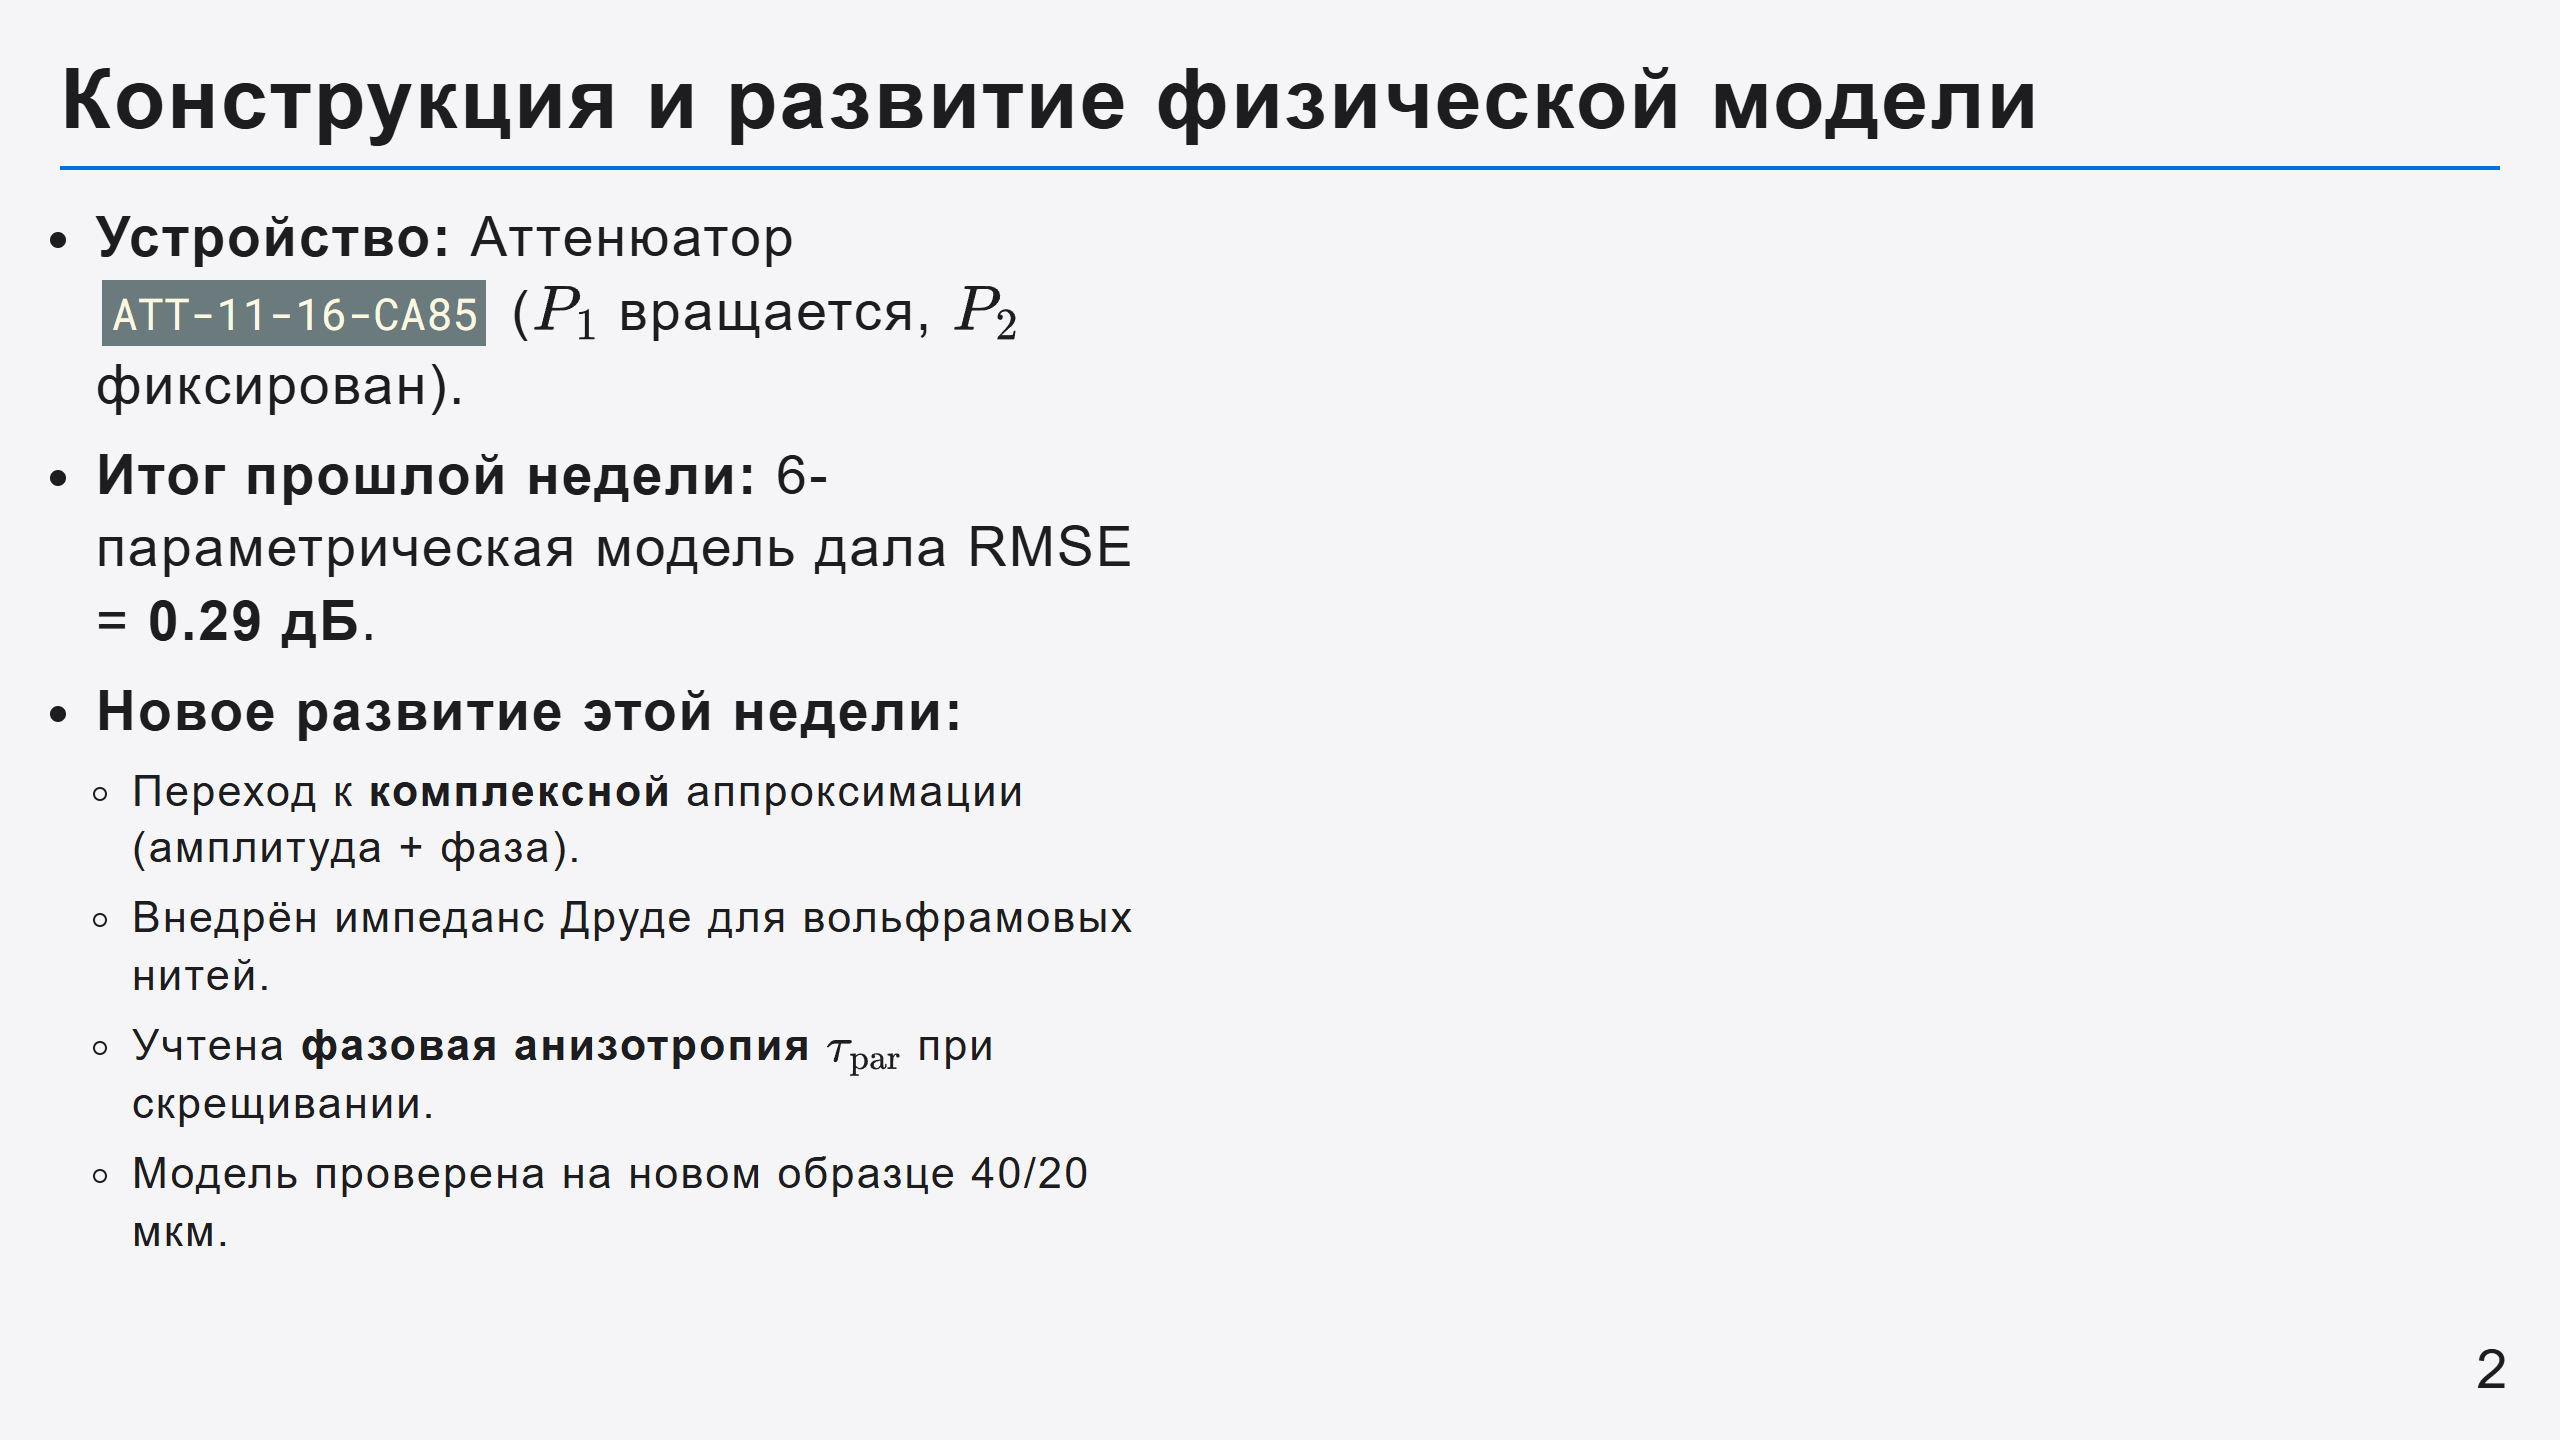 Конструкция и развитие физической модели
• Устройство: Аттенюатор
ATT-11-16-CA85 (P₁ вращается, P₂
фиксирован).
• Итог прошлой недели: 6-
параметрическая модель дала RMSE
= 0.29 дБ.
• Новое развитие этой недели:
◦ Переход к комплексной аппроксимации
(амплитуда + фаза).
◦ Внедрён импеданс Друде для вольфрамовых
нитей.
◦ Учтена фазовая анизотропия τ_par при
скрещивании.
◦ Модель проверена на новом образце 40/20
мкм.
2